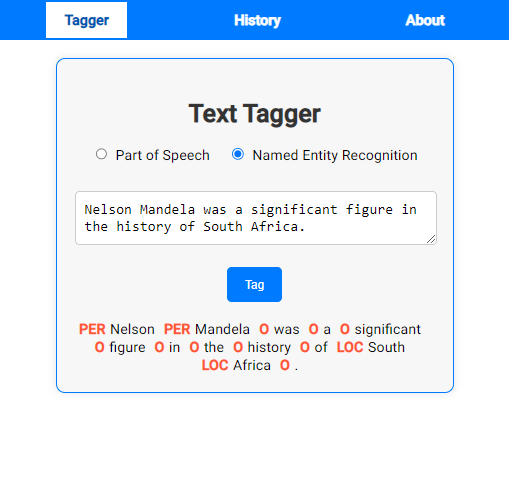 Tagger History About
Text Tagger
Part of Speech Named Entity Recognition
Nelson Mandela was a significant figure in
the history of South Africa.
Tag
PER Nelson PER Mandela O was O a O significant
O figure O in O the O history O of LOC South
LOC Africa O .